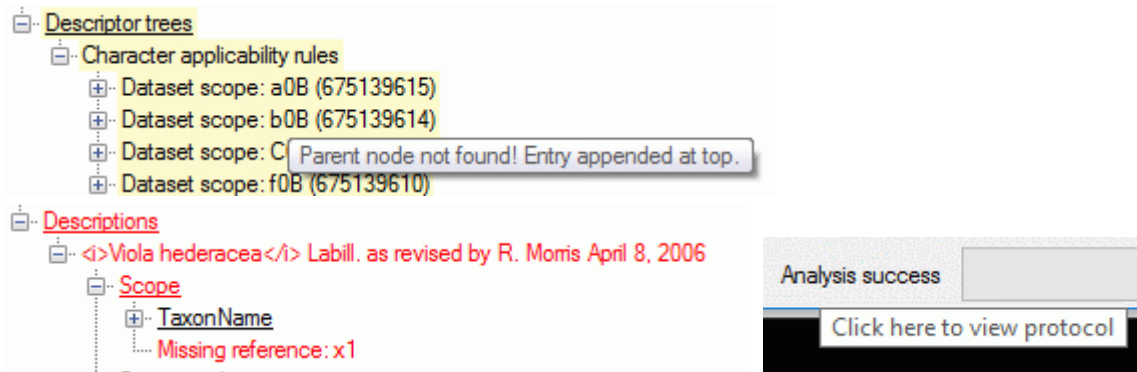 Descriptor trees
Character applicability rules
Dataset scope: a0B (675139615)
Dataset scope: b0B (675139614)
Dataset scope: C
Parent node not found! Entry appended at top.
Dataset scope: f0B (675139610)
Descriptions
<i>Viola hederacea</i> Labill. as revised by R. Morris April 8, 2006
Scope
TaxonName
Missing reference: x1
Analysis success
Click here to view protocol